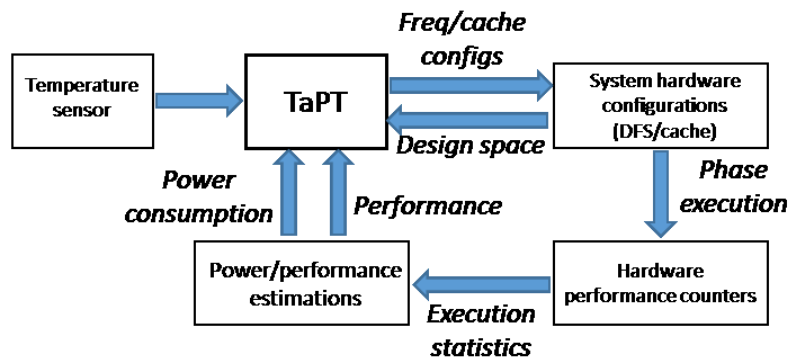 Freq/cache
configs
Temperature
sensor
TaPT
System hardware
configurations
(DFS/cache)
Design space
Power
consumption
Performance
Phase
execution
Power/performance
estimations
Hardware
performance counters
Execution
statistics